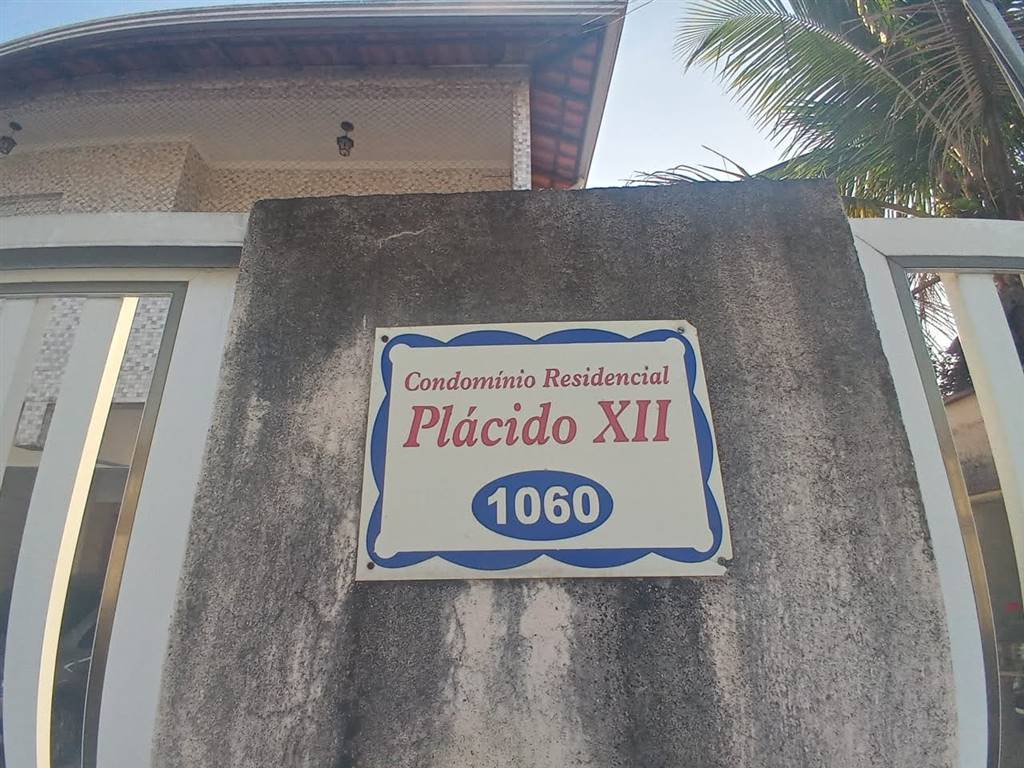 Condomínio Residencial
Plácido XII
1060